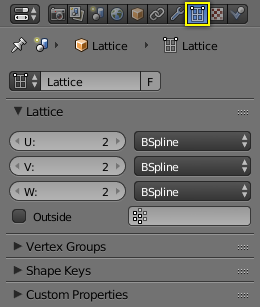 Lattice Lattice
Lattice F
Lattice
U: 2 BSpline
V: 2 BSpline
W: 2 BSpline
Outside
Vertex Groups
Shape Keys
Custom Properties